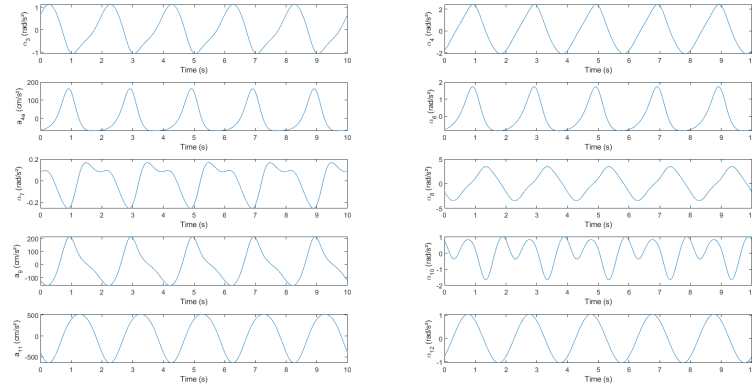 α₃ (rad/s²)
1
0
-1
0 1 2 3 4 5 6 7 8 9 10
Time (s)
α₄ (rad/s²)
2
0
-2
0 1 2 3 4 5 6 7 8 9 1
Time (s)
a₄ₐ (cm/s²)
200
100
0
0 1 2 3 4 5 6 7 8 9 10
Time (s)
α₆ (rad/s²)
2
1
0
0 1 2 3 4 5 6 7 8 9 1
Time (s)
α₇ (rad/s²)
0.2
0
-0.2
0 1 2 3 4 5 6 7 8 9 10
Time (s)
α₈ (rad/s²)
5
0
-5
0 1 2 3 4 5 6 7 8 9 1
Time (s)
a₉ (cm/s²)
200
100
0
-100
0 1 2 3 4 5 6 7 8 9 10
Time (s)
α₁₀ (rad/s²)
1
0
-1
-2
0 1 2 3 4 5 6 7 8 9 1
Time (s)
a₁₁ (cm/s²)
500
0
-500
0 1 2 3 4 5 6 7 8 9 10
Time (s)
α₁₂ (rad/s²)
1
0
-1
0 1 2 3 4 5 6 7 8 9 1
Time (s)